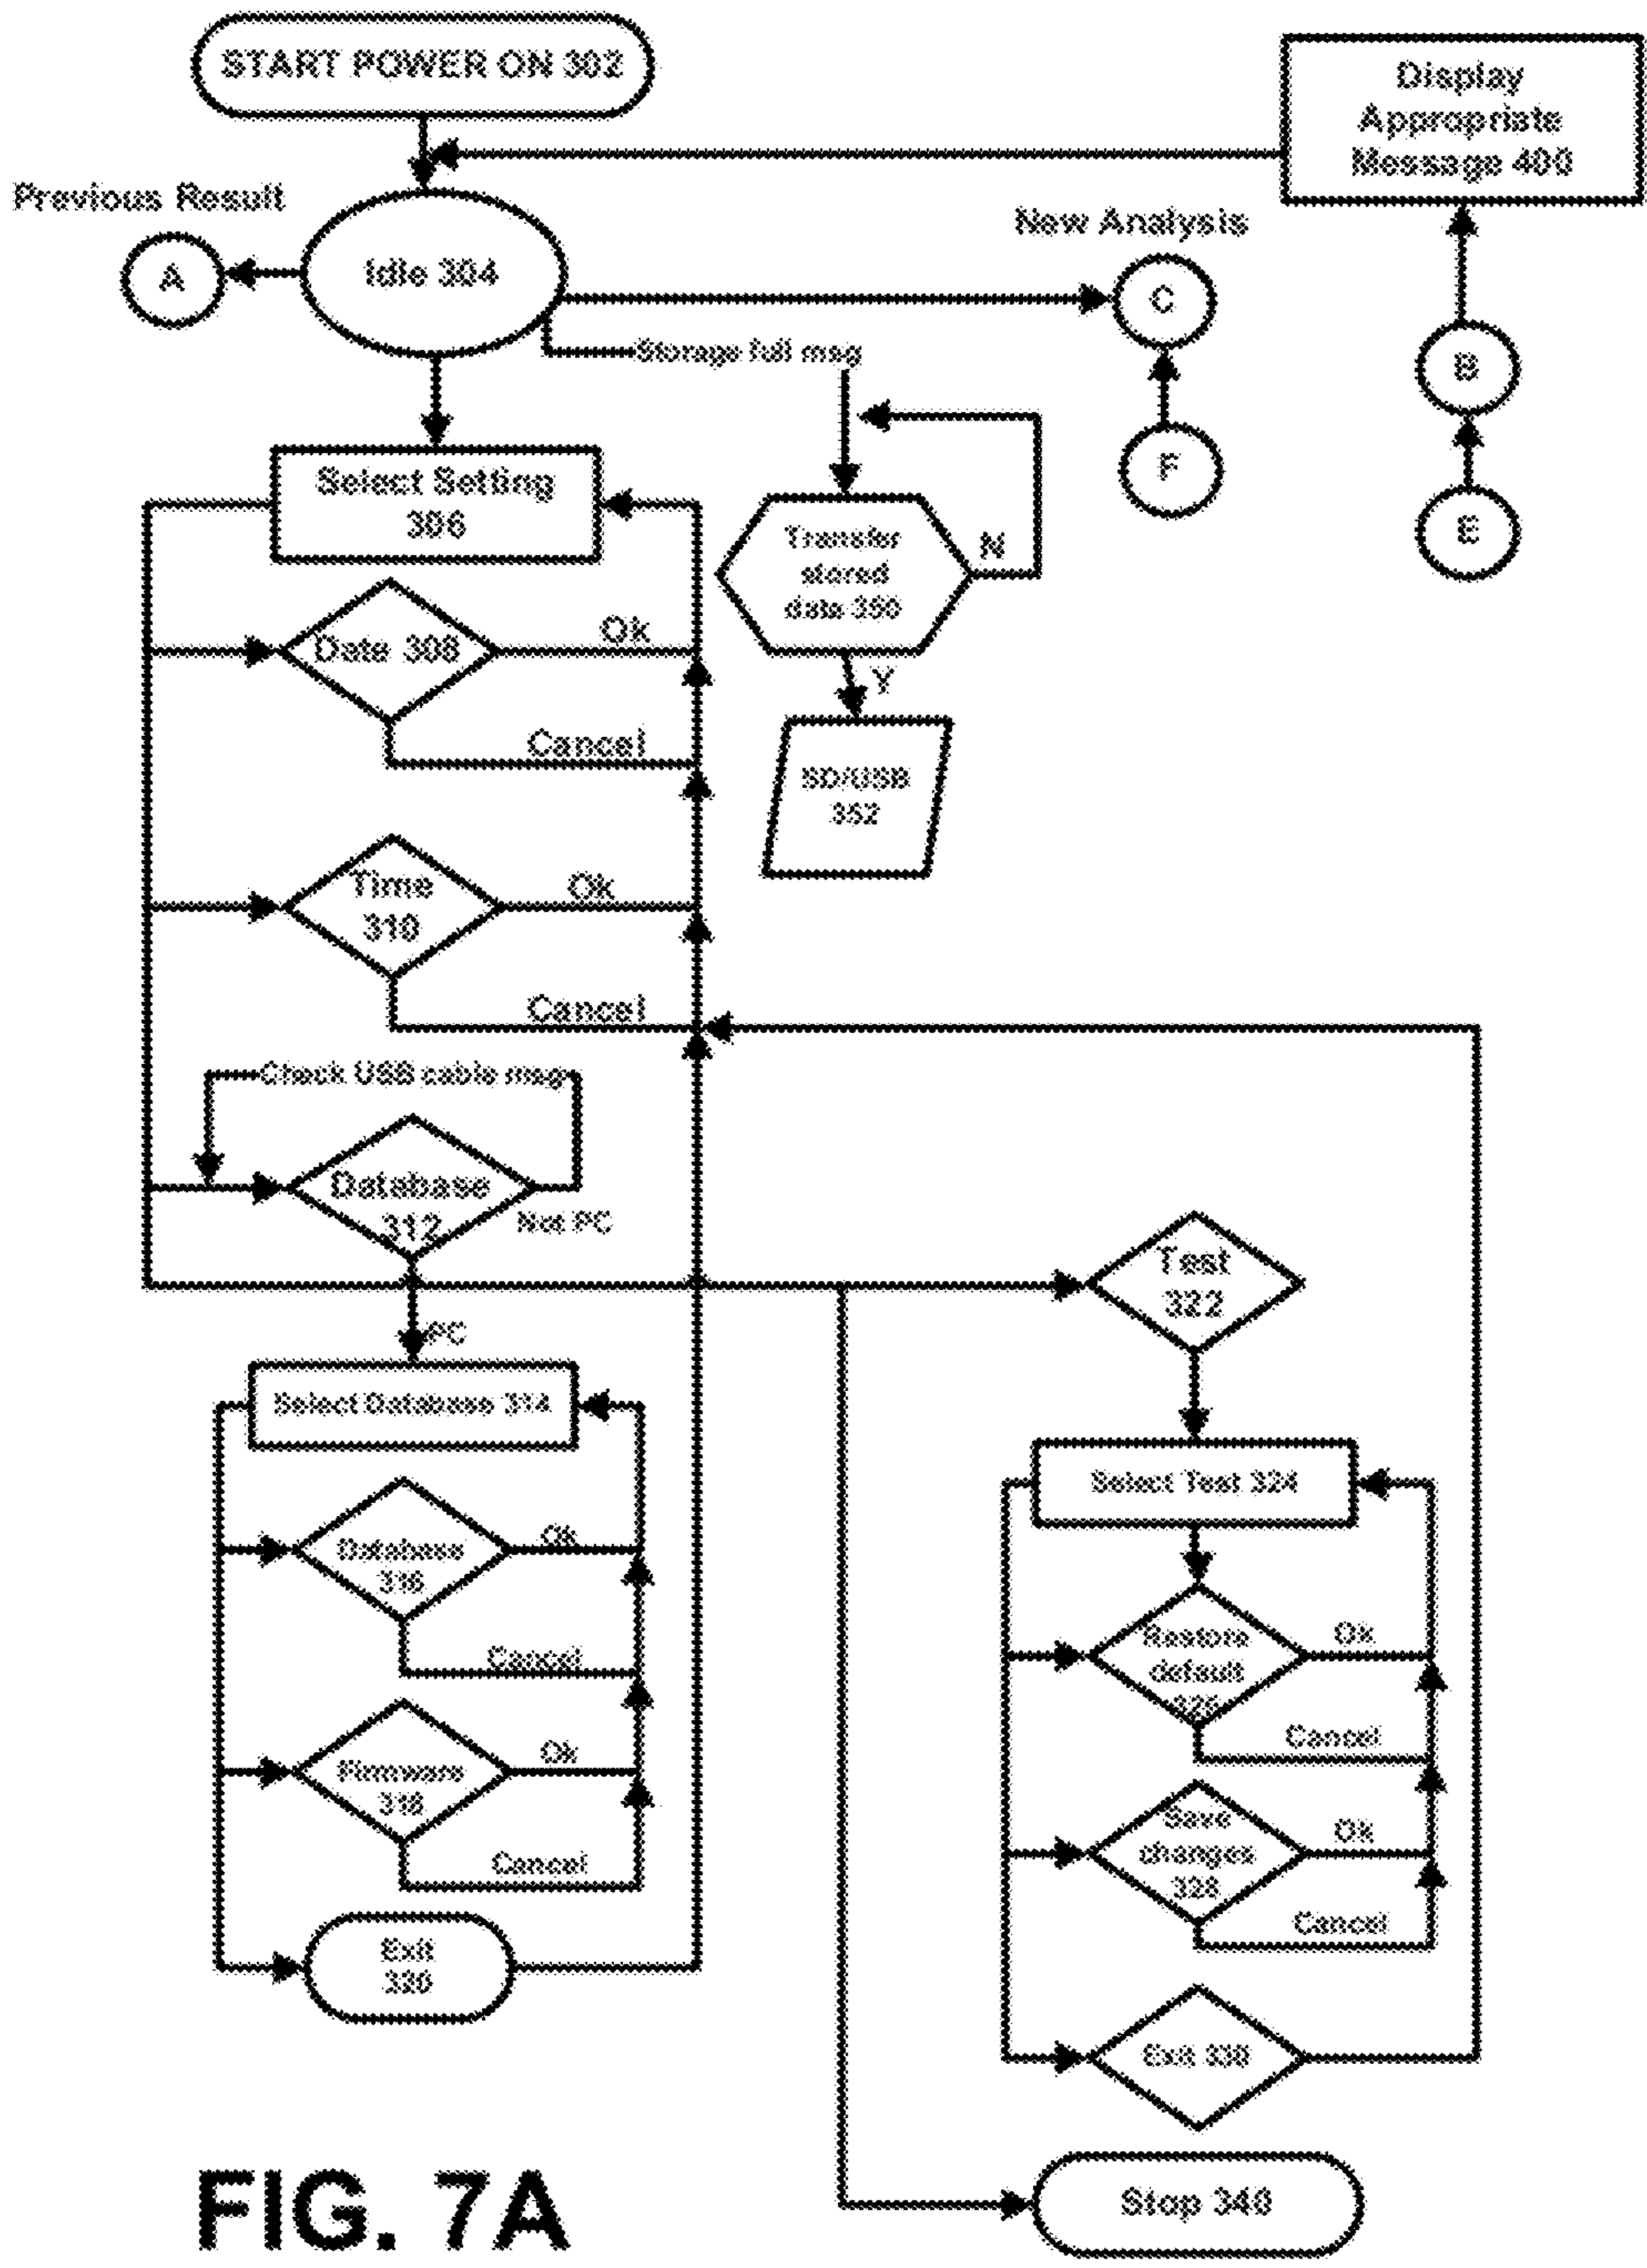 START POWER ON 302
Display
Appropriate
Message 400
Previous Result
A
Idle 304
New Analysis
C
Storage full msg
B
F
E
Select Setting
306
Transfer
stored
data 350
N
Date 308
Ok
Cancel
Y
SD/USB
352
Time
310
Ok
Cancel
Check USB cable msg
Database
312
Not PC
Test
322
PC
Select Database 314
Select Test 324
Database
316
Ok
Cancel
Restore
default
326
Ok
Cancel
Firmware
318
Ok
Cancel
Save
changes
328
Ok
Cancel
Exit
320
Exit 330
Stop 340
FIG. 7A